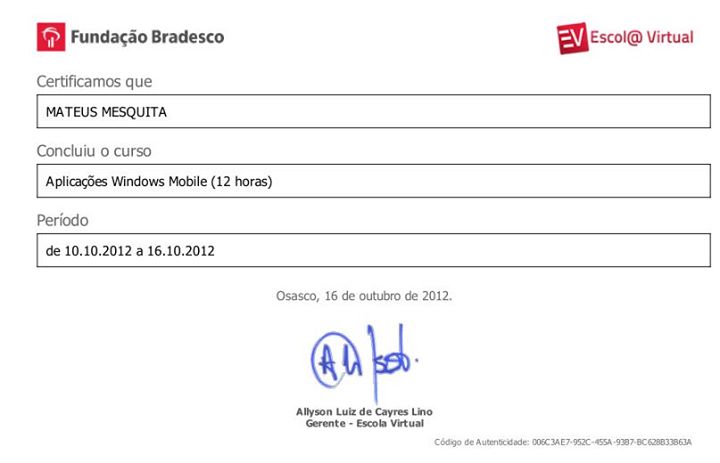 Fundação Bradesco
EV Escol@ Virtual
Certificamos que
MATEUS MESQUITA
Concluiu o curso
Aplicações Windows Mobile (12 horas)
Período
de 10.10.2012 a 16.10.2012
Osasco, 16 de outubro de 2012.
Allyson Luiz de Cayres Lino
Gerente - Escola Virtual
Código de Autenticidade: 006C3AE7-952C-455A-93B7-BC628B33B63A